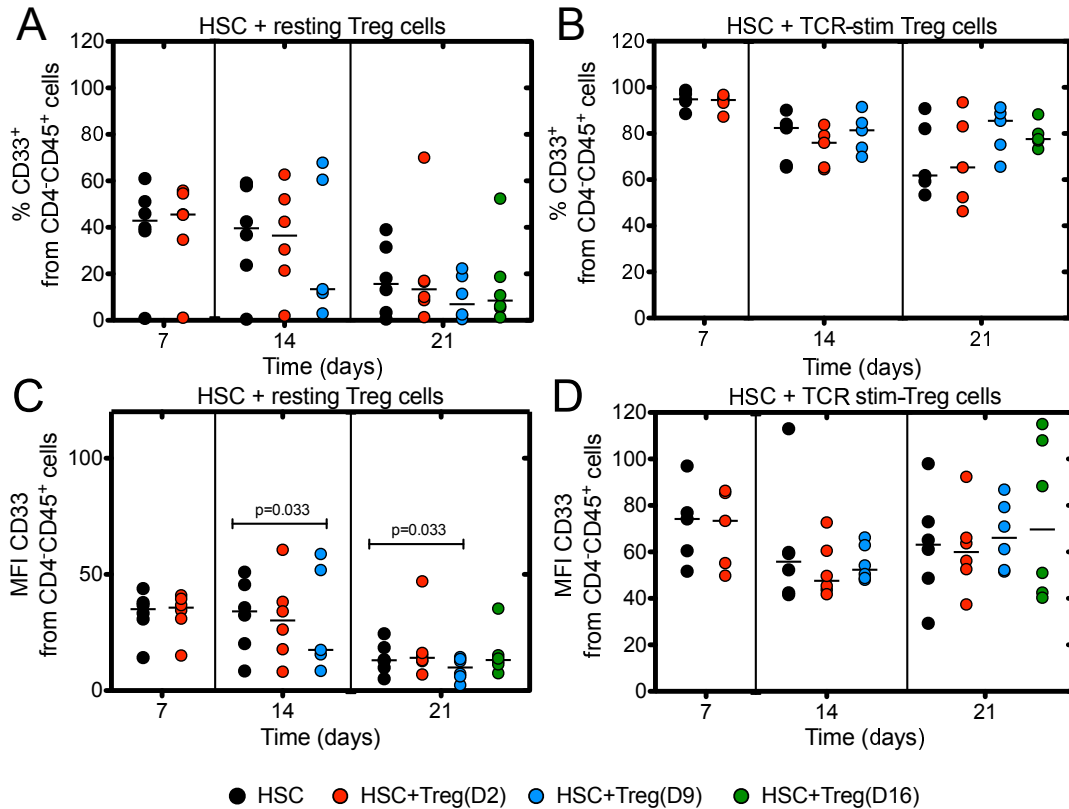 A
HSC + resting Treg cells
% CD33⁺
from CD4⁻CD45⁺ cells
120
100
80
60
40
20
0
7
14
21
Time (days)
B
HSC + TCR-stim Treg cells
% CD33⁺
from CD4⁻CD45⁺ cells
120
100
80
60
40
20
0
7
14
21
Time (days)
C
HSC + resting Treg cells
MFI CD33
from CD4⁻CD45⁺ cells
100
50
0
p=0.033
p=0.033
7
14
21
Time (days)
D
HSC + TCR stim-Treg cells
MFI CD33
from CD4⁻CD45⁺ cells
120
100
80
60
40
20
0
7
14
21
Time (days)
HSC HSC+Treg(D2) HSC+Treg(D9) HSC+Treg(D16)